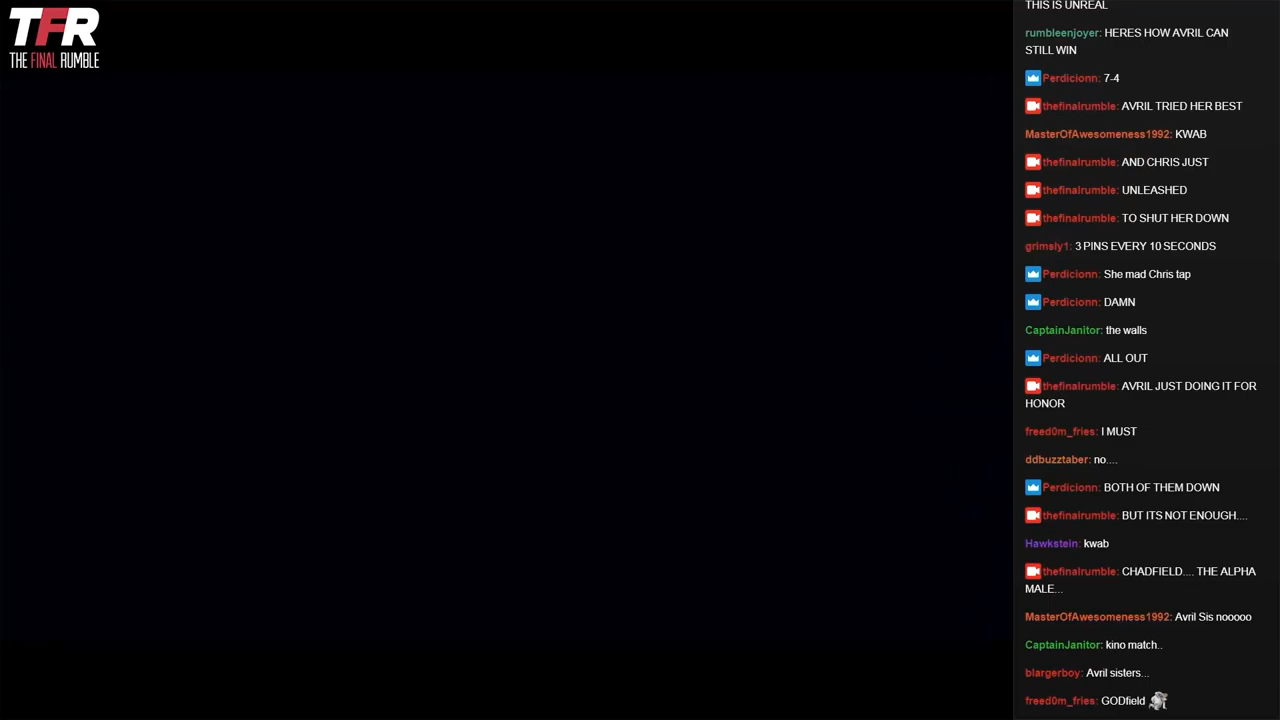 TFR
THE FINAL RUMBLE
THIS IS UNREAL
rumbleenjoyer: HERES HOW AVRIL CAN
STILL WIN
Perdicionn: 7-4
thefinalrumble: AVRIL TRIED HER BEST
MasterOfAwesomeness1992: KWAB
thefinalrumble: AND CHRIS JUST
thefinalrumble: UNLEASHED
thefinalrumble: TO SHUT HER DOWN
grimsly1: 3 PINS EVERY 10 SECONDS
Perdicionn: She mad Chris tap
Perdicionn: DAMN
CaptainJanitor: the walls
Perdicionn: ALL OUT
thefinalrumble: AVRIL JUST DOING IT FOR
HONOR
freed0m_fries: I MUST
ddbuzztaber: no....
Perdicionn: BOTH OF THEM DOWN
thefinalrumble: BUT ITS NOT ENOUGH....
Hawkstein: kwab
thefinalrumble: CHADFIELD.... THE ALPHA
MALE...
MasterOfAwesomeness1992: Avril Sis nooooo
CaptainJanitor: kino match..
blargerboy: Avril sisters...
freed0m_fries: GODfield